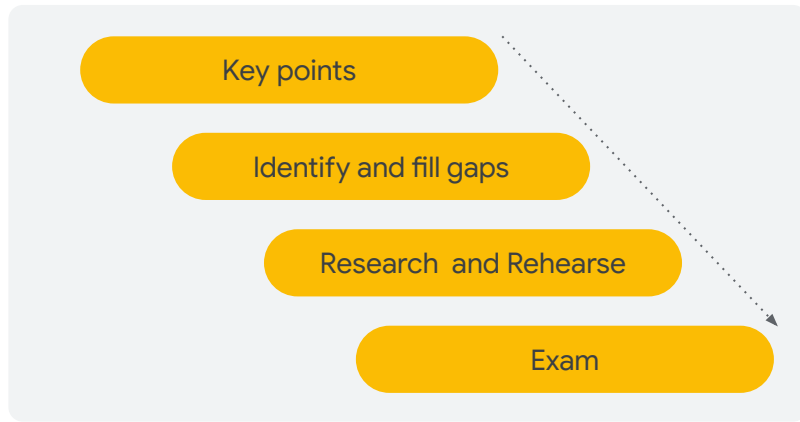 Key points
Identify and fill gaps
Research and Rehearse
Exam